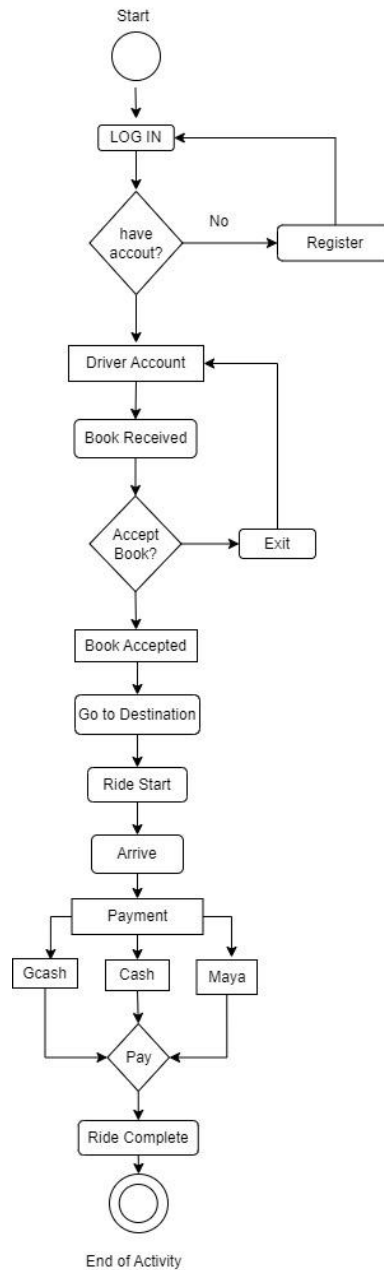 Start
LOG IN
have
accout?
No
Register
Driver Account
Book Received
Accept
Book?
Exit
Book Accepted
Go to Destination
Ride Start
Arrive
Payment
Gcash
Cash
Maya
Pay
Ride Complete
End of Activity